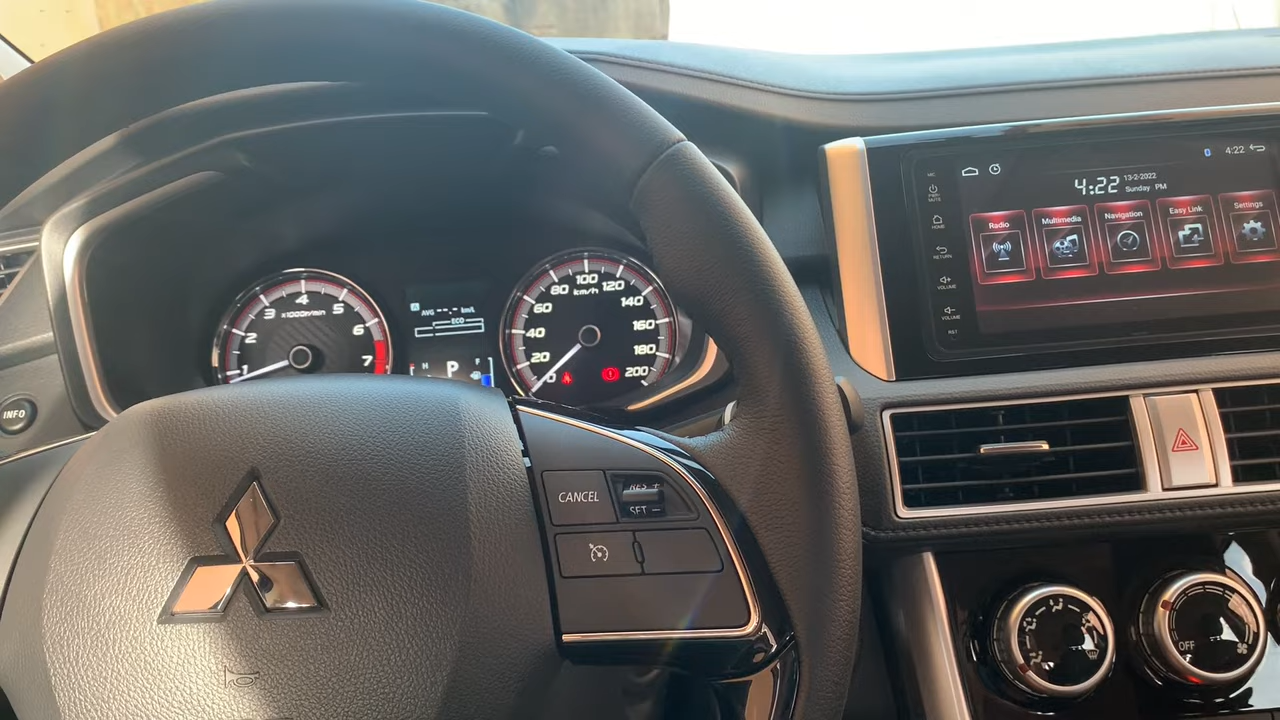 4:22
4:22
13-2-2022
Sunday PM
Radio
Multimedia
Navigation
Easy Link
Settings
HOME
RETURN
VOLUME
VOLUME
RST
1
2
3
4
5
6
7
x1000r/min
A AVG --.- km/L
ECO
H
P
F
0
20
40
60
80
100
120
140
160
180
200
km/h
INFO
CANCEL
RES +
SET −
OFF